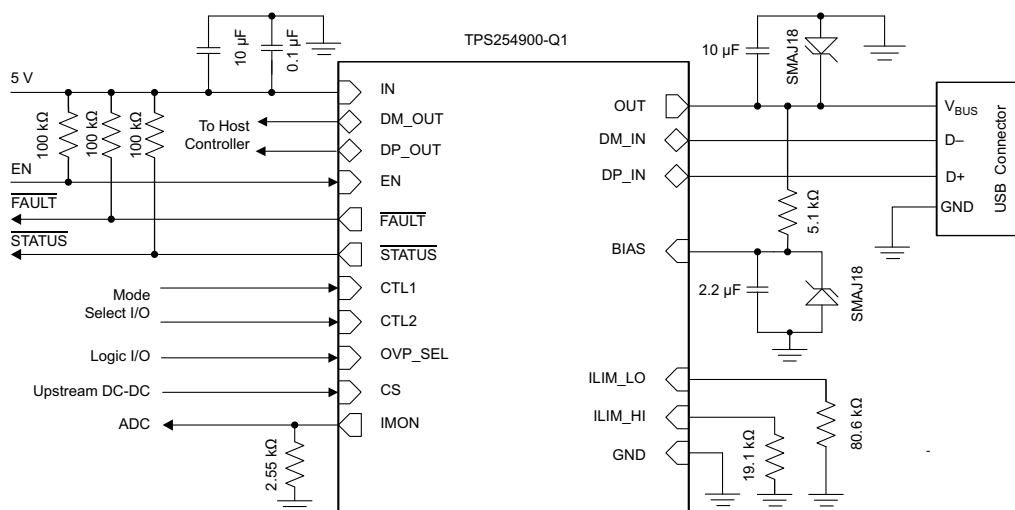 TPS254900-Q1
10 µF
0.1 µF
10 µF
SMAJ18
5 V
100 kΩ
100 kΩ
100 kΩ
To Host
Controller
EN
FAULT
STATUS
Mode
Select I/O
Logic I/O
Upstream DC-DC
ADC
2.55 kΩ
IN
DM_OUT
DP_OUT
EN
FAULT
STATUS
CTL1
CTL2
OVP_SEL
CS
IMON
OUT
DM_IN
DP_IN
BIAS
ILIM_LO
ILIM_HI
GND
5.1 kΩ
2.2 µF
SMAJ18
19.1 kΩ
80.6 kΩ
VBUS
D–
D+
GND
USB Connector